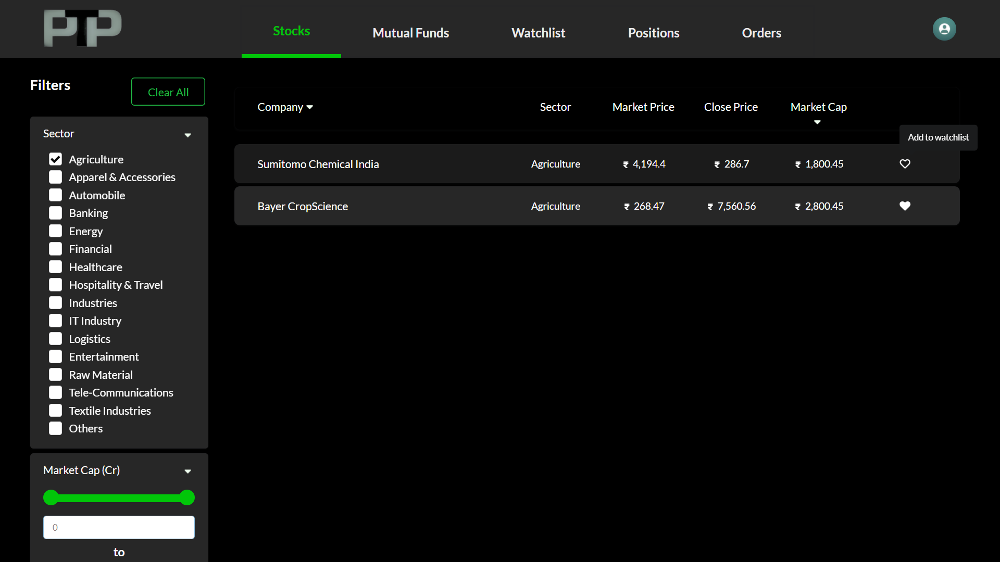 PTP
Stocks
Mutual Funds
Watchlist
Positions
Orders
Filters
Clear All
Sector
Agriculture
Apparel & Accessories
Automobile
Banking
Energy
Financial
Healthcare
Hospitality & Travel
Industries
IT Industry
Logistics
Entertainment
Raw Material
Tele-Communications
Textile Industries
Others
Market Cap (Cr)
0
to
Company Sector Market Price Close Price Market Cap
Add to watchlist
Sumitomo Chemical India Agriculture ₹ 4,194.4 ₹ 286.7 ₹ 1,800.45
Bayer CropScience Agriculture ₹ 268.47 ₹ 7,560.56 ₹ 2,800.45